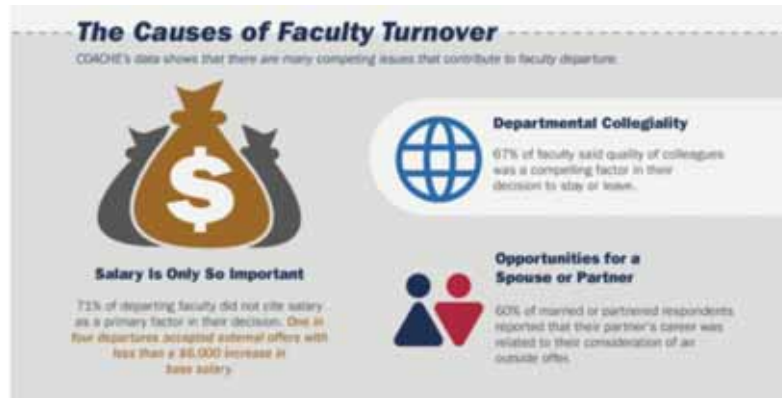 The Causes of Faculty Turnover
COACHE's data shows that there are many competing issues that contribute to faculty departure.
$
Salary Is Only So Important
71% of departing faculty did not cite salary
as a primary factor in their decision. One in
four departures accepted external offers with
less than a $6,000 increase in
base salary.
Departmental Collegiality
67% of faculty said quality of colleagues
was a compelling factor in their
decision to stay or leave.
Opportunities for a
Spouse or Partner
60% of married or partnered respondents
reported that their partner's career was
related to their consideration of an
outside offer.